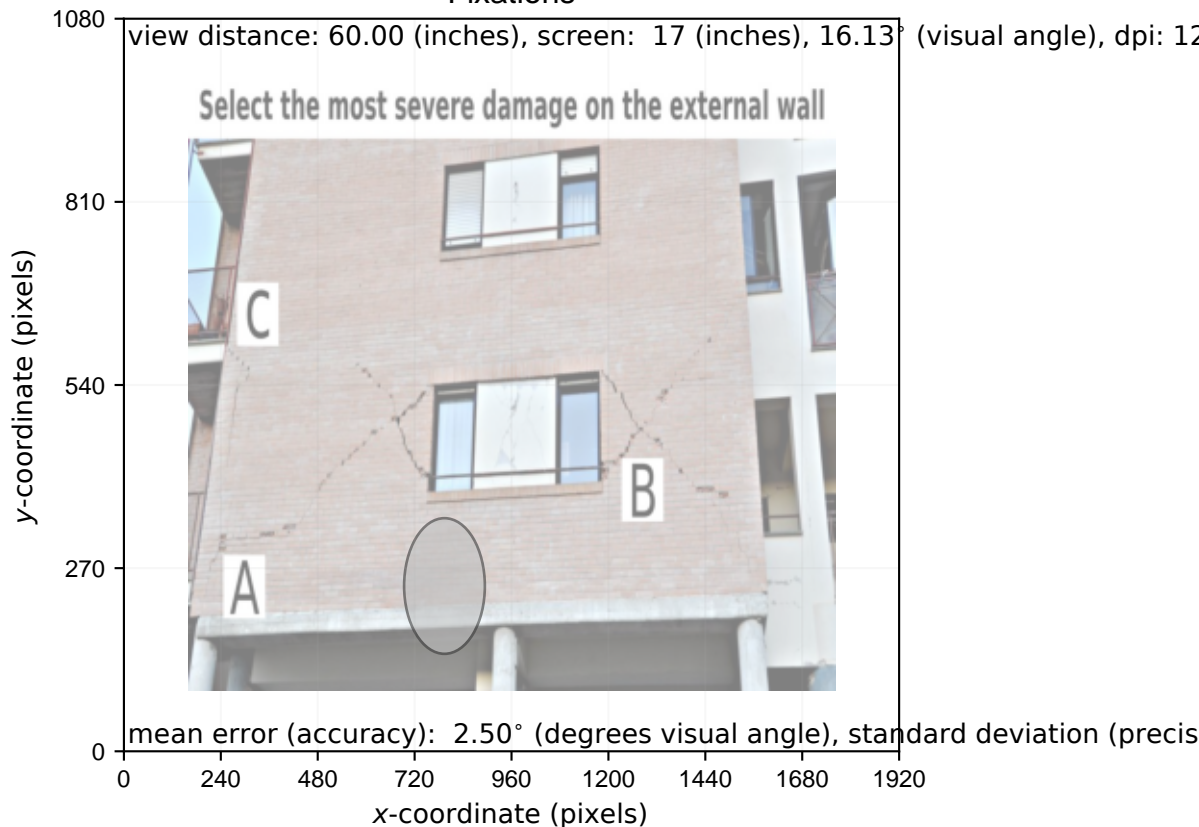 view distance: 60.00 (inches), screen:  17 (inches), 16.13° (visual angle), dpi: 12
Select the most severe damage on the external wall
C
B
A
mean error (accuracy):  2.50° (degrees visual angle), standard deviation (precis
1080
810
540
270
0
0 240 480 720 960 1200 1440 1680 1920
y-coordinate (pixels)
x-coordinate (pixels)